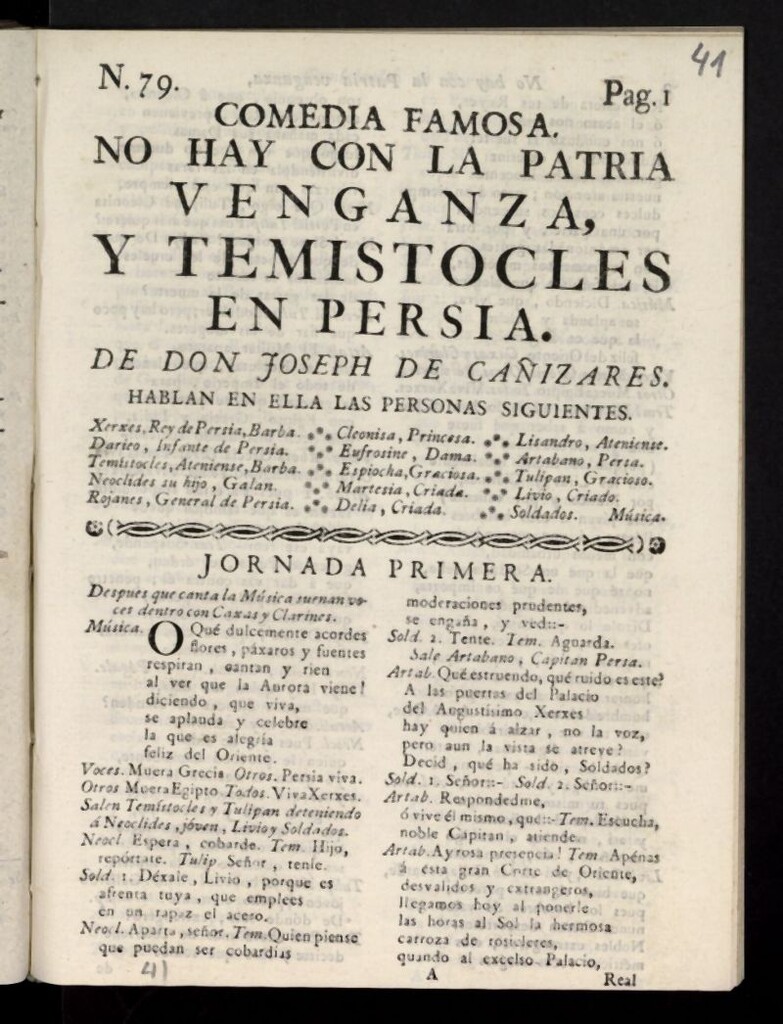 41
N. 79.
Pag. 1
COMEDIA FAMOSA.
NO HAY CON LA PATRIA
VENGANZA,
Y TEMISTOCLES
EN PERSIA.
DE DON JOSEPH DE CAÑIZARES.
HABLAN EN ELLA LAS PERSONAS SIGUIENTES.
Xerxes, Rey de Persia, Barba.
Darieo, Infante de Persia.
Temistocles, Ateniense, Barba.
Neoclides su hijo, Galan.
Rojanes, General de Persia.
Cleonisa, Princesa.
Eufrosine, Dama.
Espiocha, Graciosa.
Martesia, Criada.
Delia, Criada.
Lisandro, Ateniense.
Artabano, Persa.
Tulipan, Gracioso.
Livio, Criado.
Soldados. Música.
JORNADA PRIMERA.
Despues que canta la Música suenan vo-
ces dentro con Caxas y Clarines.
Música. O Qué dulcemente acordes
flores, páxaros y fuentes
respiran, cantan y rien
al ver que la Aurora viene!
diciendo, que viva,
se aplauda y celebre
la que es alegría
feliz del Oriente.
Voces. Muera Grecia Otros. Persia viva.
Otros Muera Egipto Todos. Viva Xerxes.
Salen Temistocles y Tulipan deteniendo
á Neoclides, jóven, Livio y Soldados.
Neocl. Espera, cobarde. Tem. Hijo,
repórtate. Tulip. Señor, tente.
Sold. 1. Déxale, Livio, porque es
afrenta tuya, que emplees
en un rapaz el acero.
Neocl. Aparta, señor. Tem. Quien piense
que puedan ser cobardias
41
moderaciones prudentes,
se engaña, y ved::-
Sold. 2. Tente. Tem. Aguarda.
Sale Artabano, Capitan Persa.
Artab. Qué estruendo, qué ruido es este?
A las puertas del Palacio
del Augustísimo Xerxes
hay quien á alzar, no la voz,
pero aun la vista se atreve?
Decid, qué ha sido, Soldados?
Sold. 1. Señor::- Sold. 2. Señor::-
Artab. Respondedme,
ó vive él mismo, que::- Tem. Escucha,
noble Capitan, atiende.
Artab. Ayrosa presencia! Tem. Apénas
á esta gran Corte de Oriente,
desvalidos y extrangeros,
llegamos hoy al ponerle
las horas al Sol la hermosa
carroza de rosicleres,
quando al excelso Palacio,
A
Real